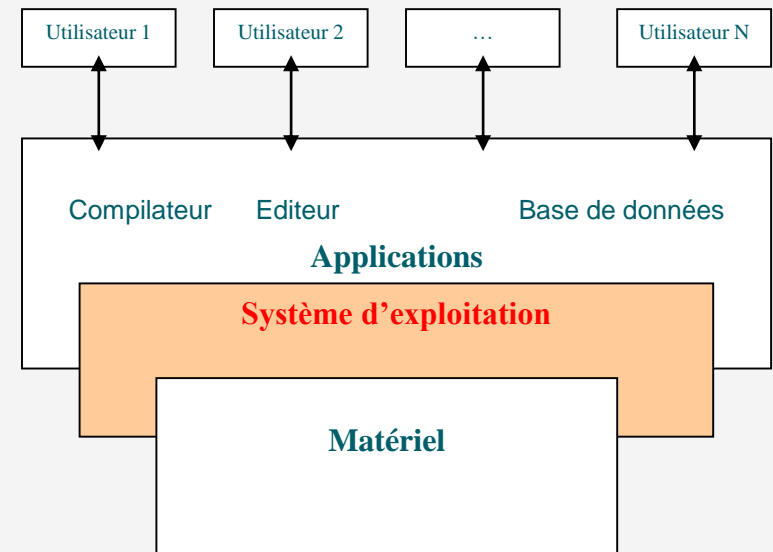 Utilisateur 1
Utilisateur 2
…
Utilisateur N
Compilateur
Editeur
Base de données
Applications
Système d’exploitation
Matériel